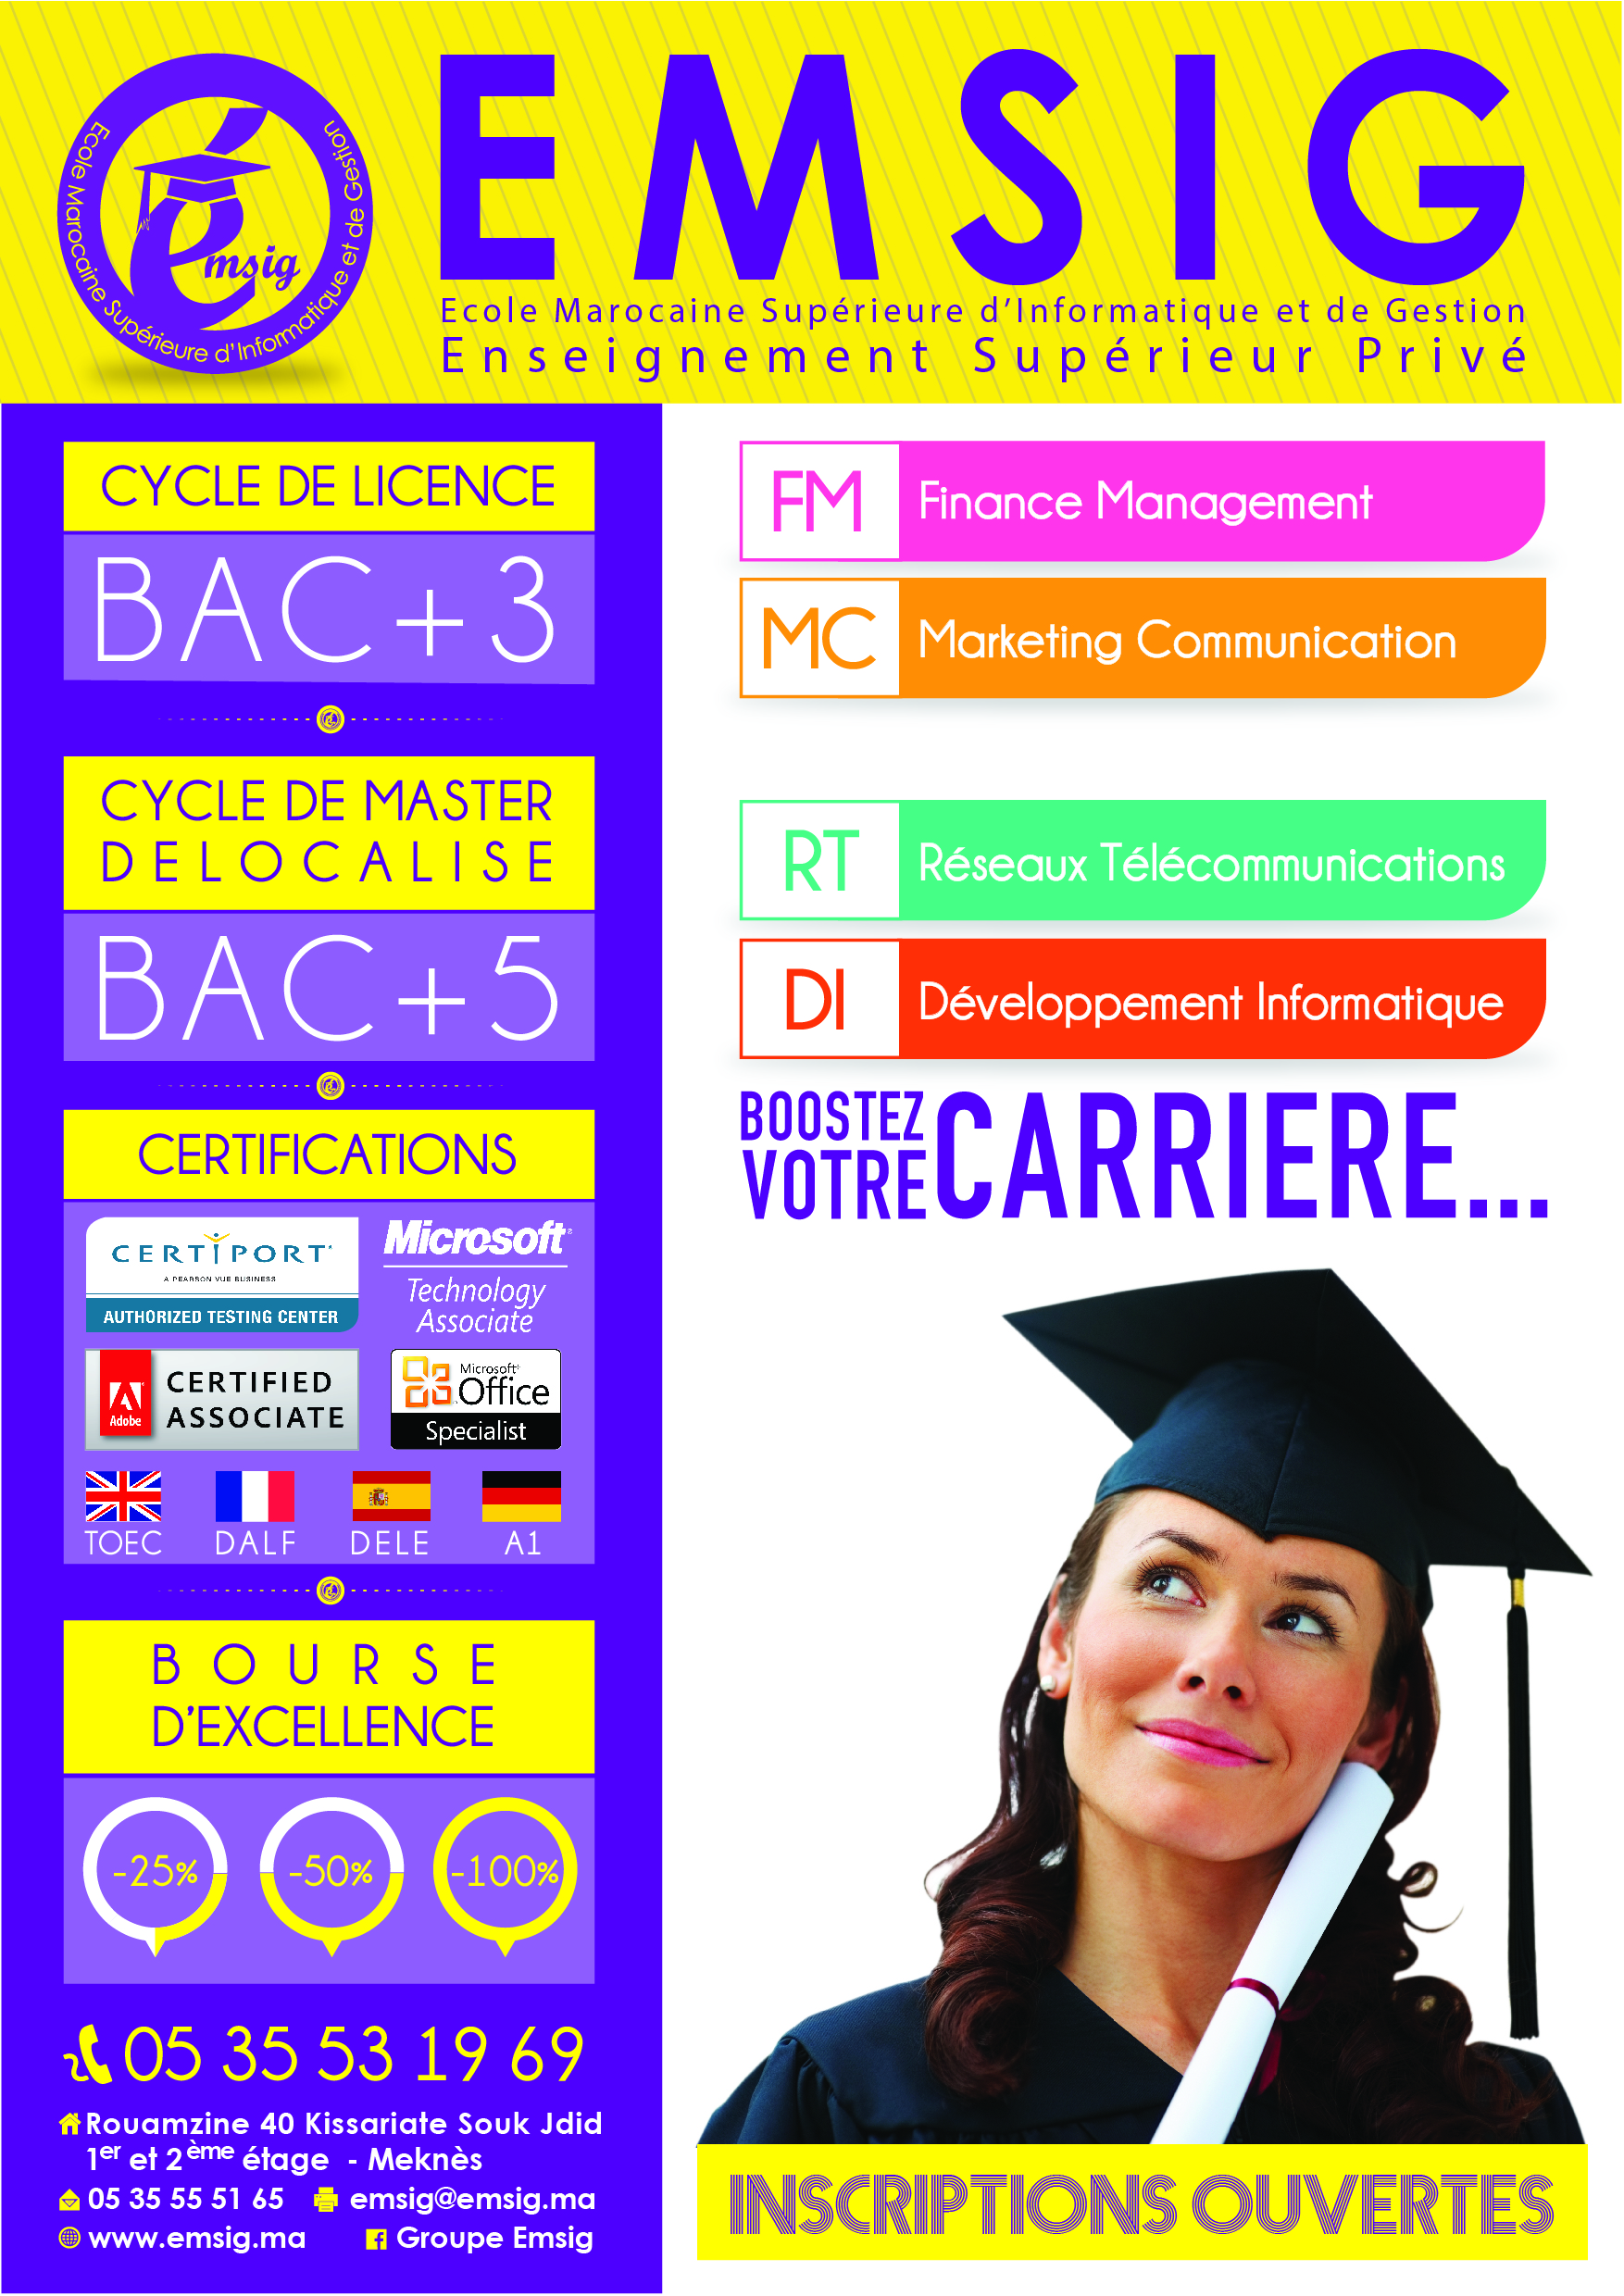 Ecole Marocaine Supérieure d'Informatique et de Gestion
é
msig
EMSIG
Ecole Marocaine Supérieure d'Informatique et de Gestion
Enseignement Supérieur Privé
CYCLE DE LICENCE
BAC+3
CYCLE DE MASTER
DELOCALISE
BAC+5
CERTIFICATIONS
CERTIPORT
A PEARSON VUE BUSINESS
AUTHORIZED TESTING CENTER
Microsoft®
Technology
Associate
Adobe
CERTIFIED
ASSOCIATE
Microsoft®
Office
Specialist
TOEC DALF DELE A1
BOURSE
D'EXCELLENCE
-25% -50% -100%
05 35 53 19 69
Rouamzine 40 Kissariate Souk Jdid
1er et 2ème étage - Meknès
05 35 55 51 65 emsig@emsig.ma
www.emsig.ma Groupe Emsig
FM Finance Management
MC Marketing Communication
RT Réseaux Télécommunications
DI Développement Informatique
BOOSTEZ
VOTRE CARRIERE...
INSCRIPTIONS OUVERTES